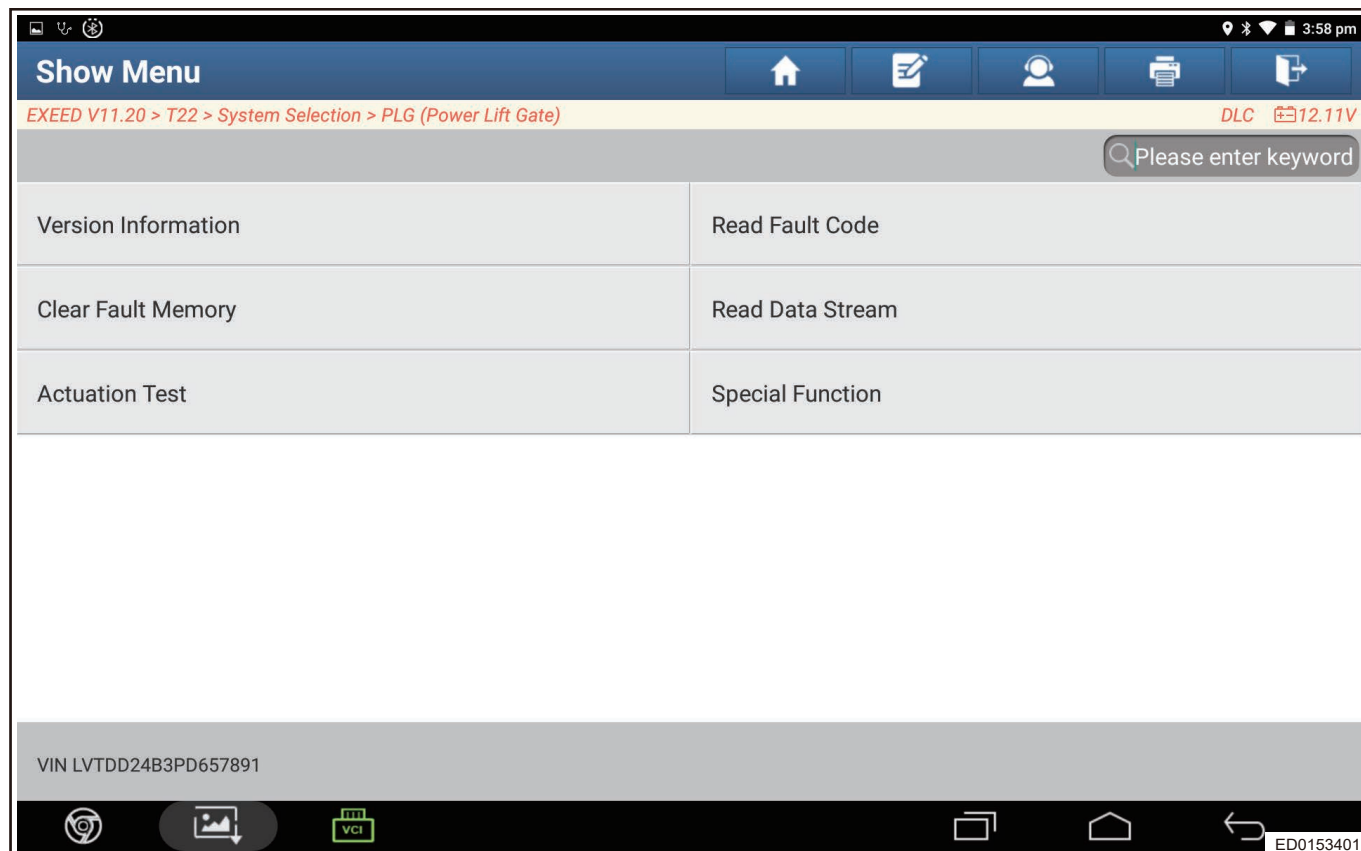 3:58 pm
Show Menu
EXEED V11.20 > T22 > System Selection > PLG (Power Lift Gate)
DLC 12.11V
Please enter keyword
Version Information
Read Fault Code
Clear Fault Memory
Read Data Stream
Actuation Test
Special Function
VIN LVTDD24B3PD657891
VCI
ED0153401